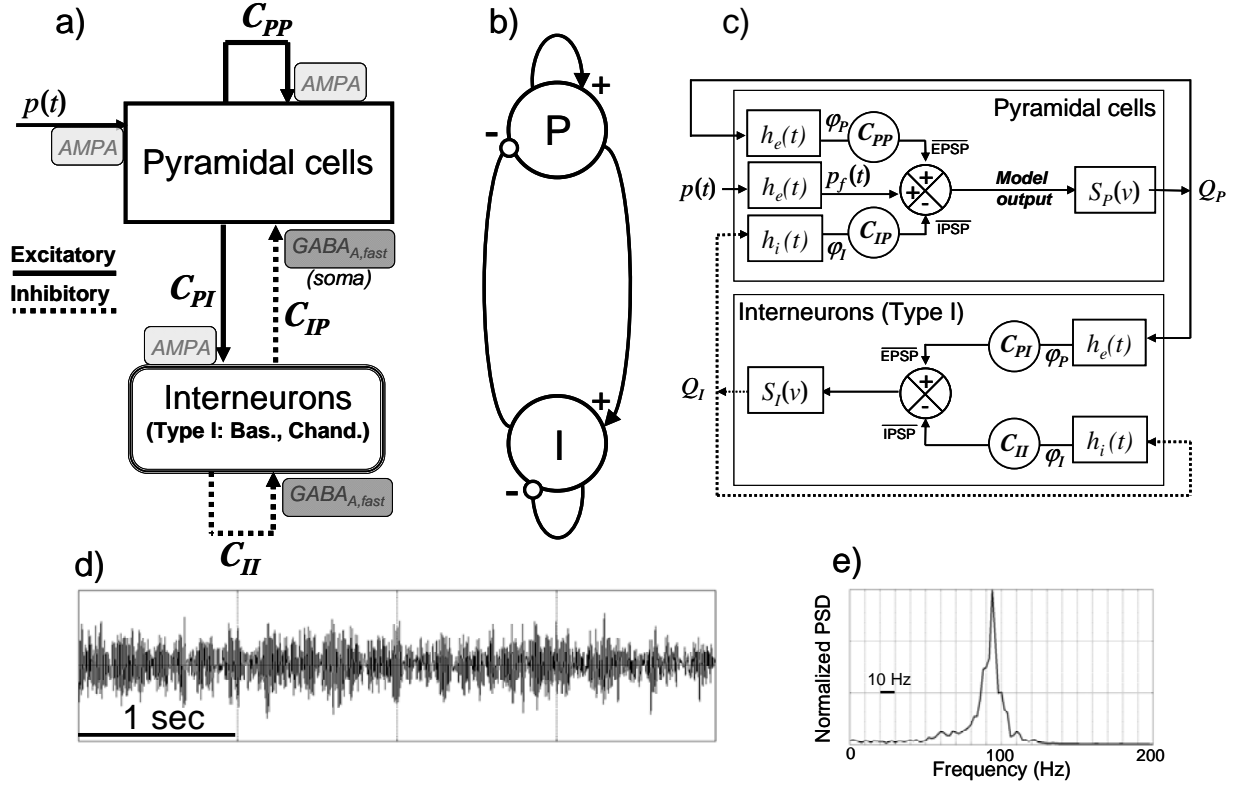 a)
C_PP
AMPA
p(t)
AMPA
Pyramidal cells
Excitatory
Inhibitory
GABA_A,fast
(soma)
C_PI
C_IP
AMPA
Interneurons
(Type I: Bas., Chand.)
GABA_A,fast
C_II
b)
+
P
-
+
I
-
c)
Pyramidal cells
h_e(t)
φ_P
C_PP
EPSP
p(t)
h_e(t)
p_f(t)
+
+
-
Model
output
S_P(v)
Q_P
h_i(t)
φ_I
C_IP
IPSP
Interneurons (Type I)
EPSP
C_PI
φ_P
h_e(t)
Q_I
S_I(v)
+
-
IPSP
C_II
φ_I
h_i(t)
d)
1 sec
e)
Normalized PSD
10 Hz
0
100
200
Frequency (Hz)